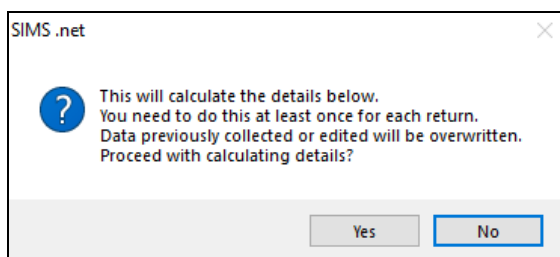 SIMS .net
This will calculate the details below.
You need to do this at least once for each return.
Data previously collected or edited will be overwritten.
Proceed with calculating details?
Yes
No